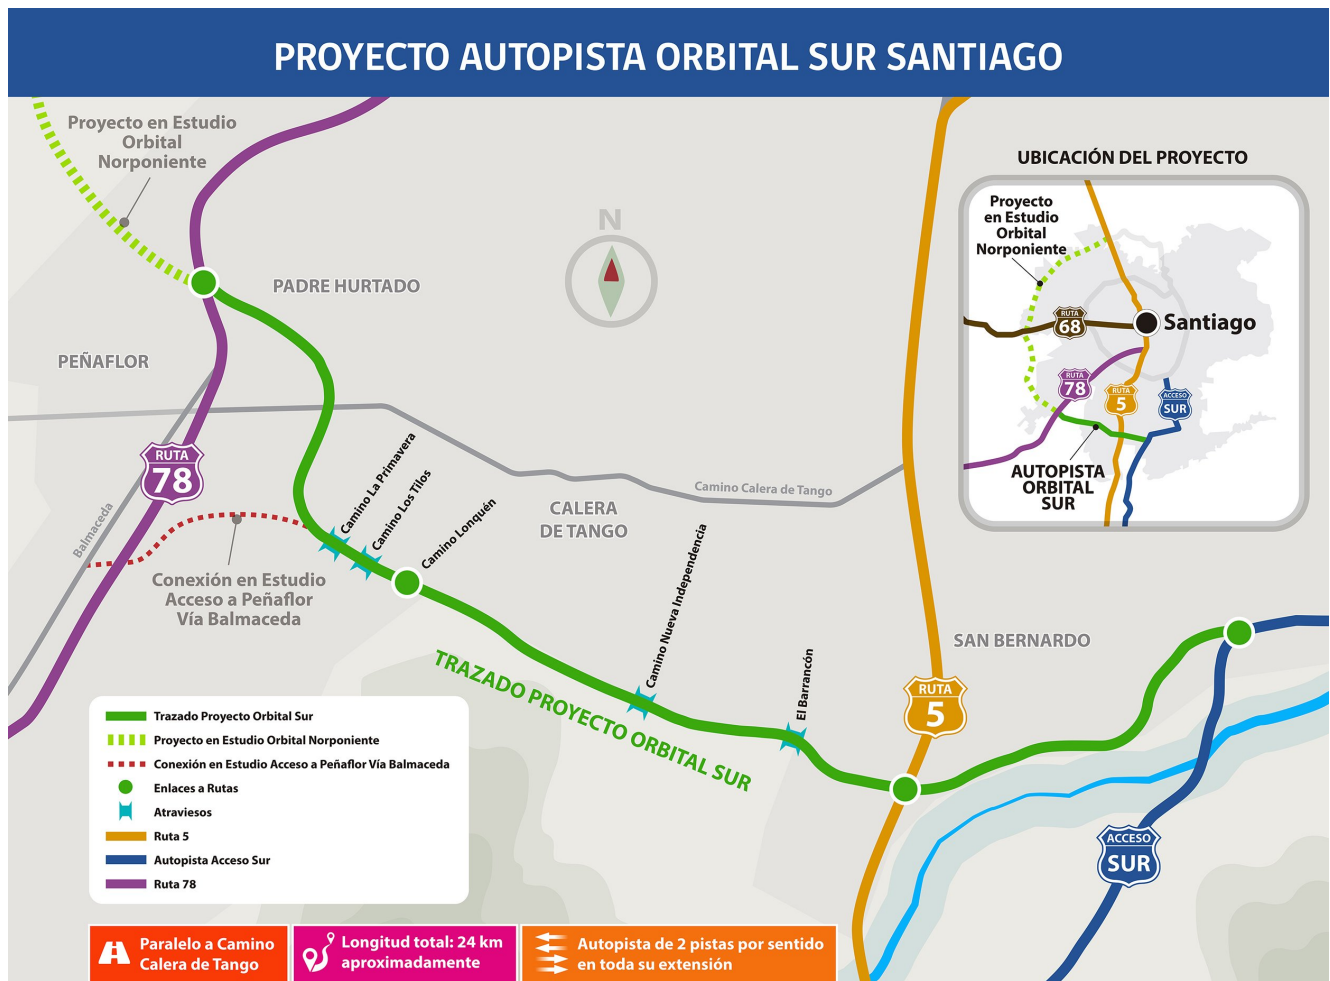 PROYECTO AUTOPISTA ORBITAL SUR SANTIAGO
Proyecto en Estudio
Orbital
Norponiente
N
PADRE HURTADO
PEÑAFLOR
RUTA
78
Balmaceda
Conexión en Estudio
Acceso a Peñaflor
Vía Balmaceda
Camino La Primavera
Camino Los Tilos
Camino Lonquén
CALERA
DE TANGO
Camino Calera de Tango
Camino Nueva Independencia
El Barrancón
TRAZADO PROYECTO ORBITAL SUR
SAN BERNARDO
RUTA
5
ACCESO
SUR
UBICACIÓN DEL PROYECTO
Proyecto
en Estudio
Orbital
Norponiente
RUTA
68
Santiago
RUTA
78
RUTA
5
ACCESO
SUR
AUTOPISTA
ORBITAL
SUR
Trazado Proyecto Orbital Sur
Proyecto en Estudio Orbital Norponiente
Conexión en Estudio Acceso a Peñaflor Vía Balmaceda
Enlaces a Rutas
Atraviesos
Ruta 5
Autopista Acceso Sur
Ruta 78
Paralelo a Camino
Calera de Tango
Longitud total: 24 km
aproximadamente
Autopista de 2 pistas por sentido
en toda su extensión